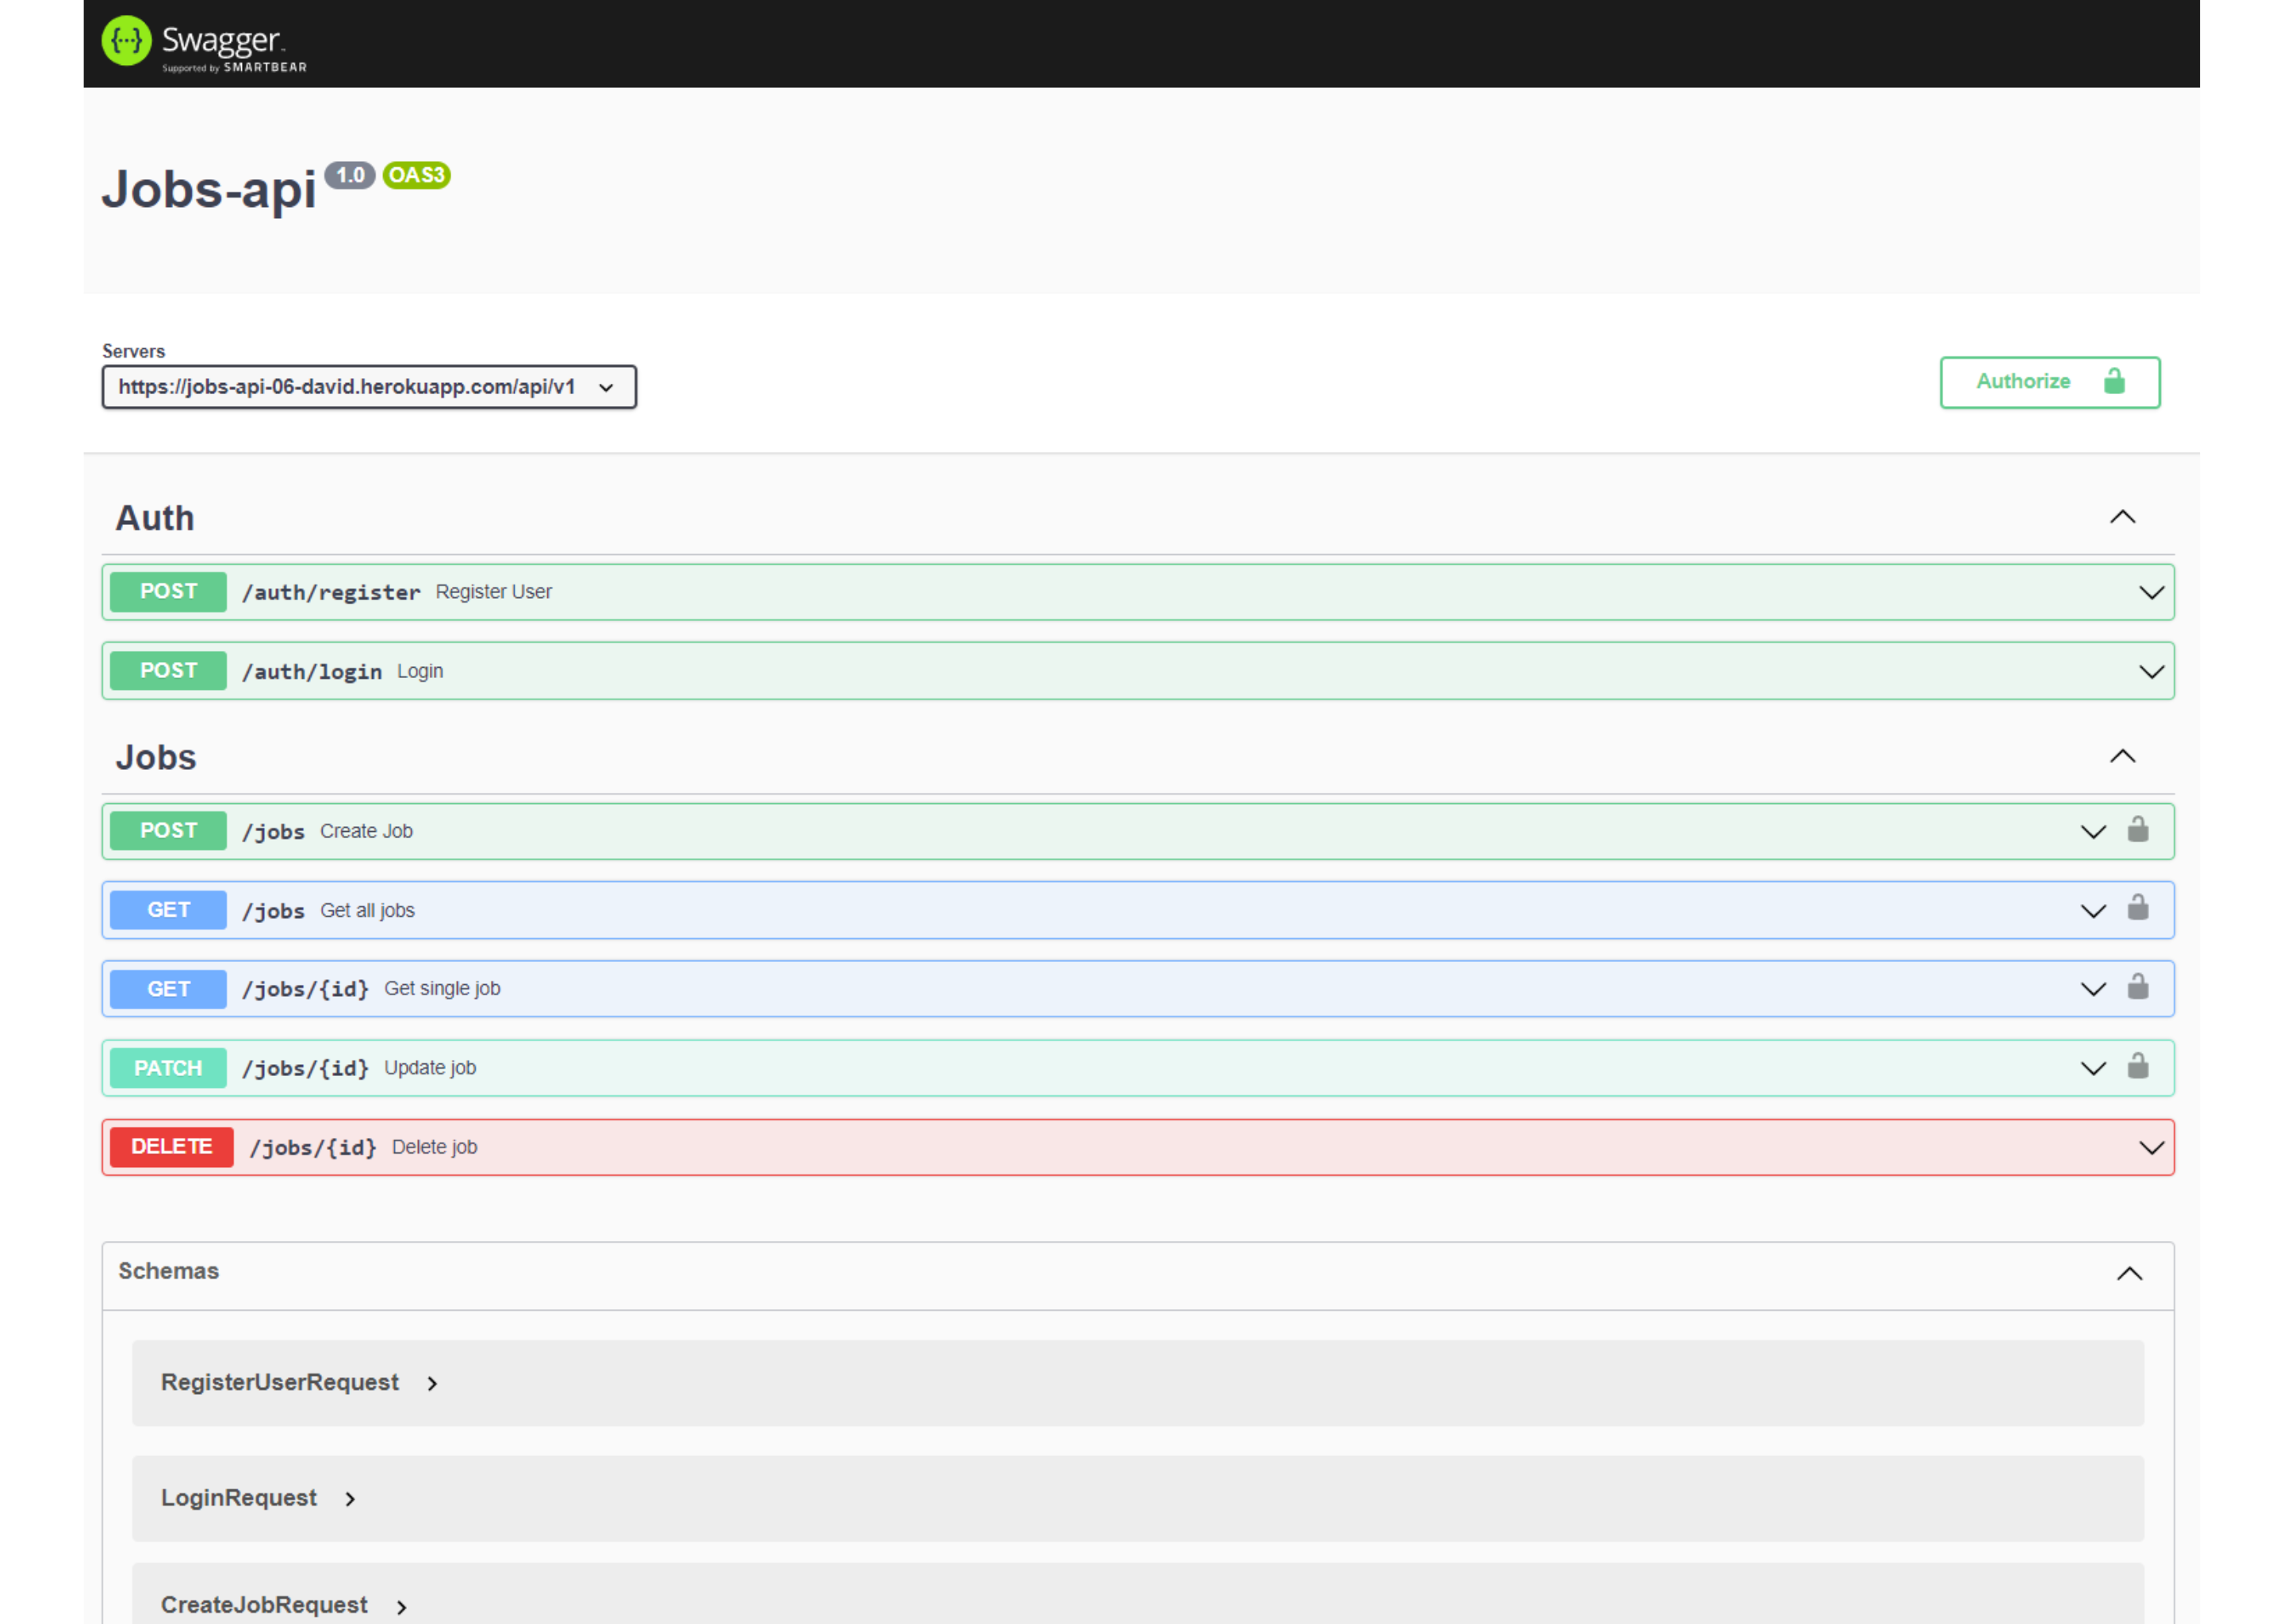 {···} Swagger™
Supported by SMARTBEAR
Jobs-api 1.0 OAS3
Servers
https://jobs-api-06-david.herokuapp.com/api/v1
Authorize
Auth
POST /auth/register Register User
POST /auth/login Login
Jobs
POST /jobs Create Job
GET /jobs Get all jobs
GET /jobs/{id} Get single job
PATCH /jobs/{id} Update job
DELETE /jobs/{id} Delete job
Schemas
RegisterUserRequest
LoginRequest
CreateJobRequest